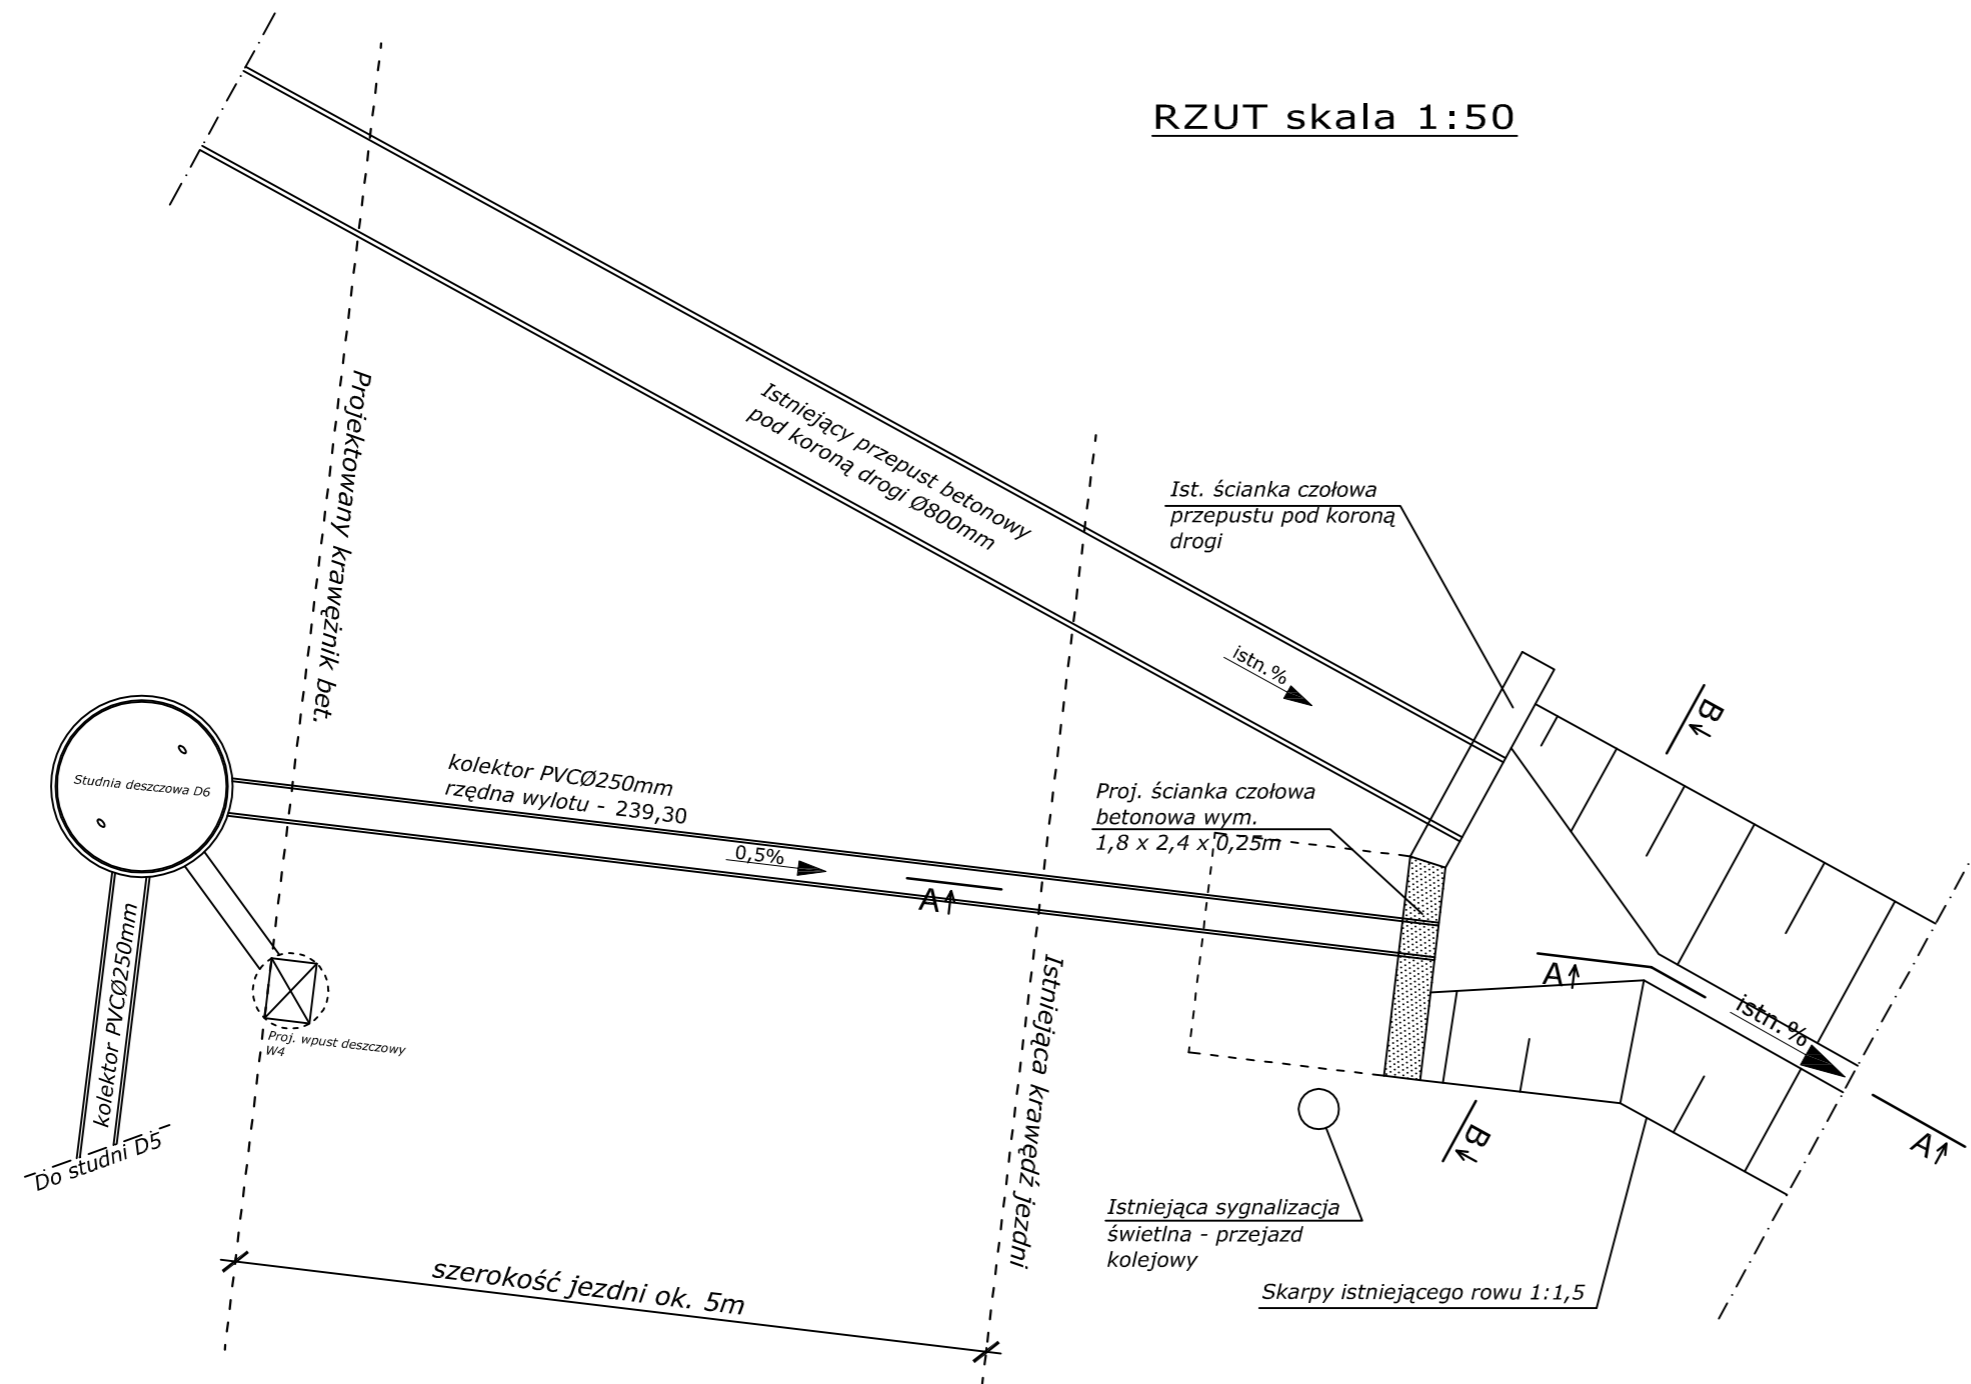 RZUT skala 1:50
Projektowany krawężnik bet.
Istniejący przepust betonowy
pod koroną drogi Ø800mm
Ist. ścianka czołowa
przepustu pod koroną
drogi
istn.%
B
Studnia deszczowa D6
kolektor PVCØ250mm
rzędna wylotu - 239,30
0,5%
A
Proj. ścianka czołowa
betonowa wym.
1,8 x 2,4 x 0,25m
kolektor PVCØ250mm
Do studni D5
Proj. wpust deszczowy
W4
Istniejąca krawędź jezdni
A
istn.%
B
A
Istniejąca sygnalizacja
świetlna - przejazd
kolejowy
Skarpy istniejącego rowu 1:1,5
szerokość jezdni ok. 5m